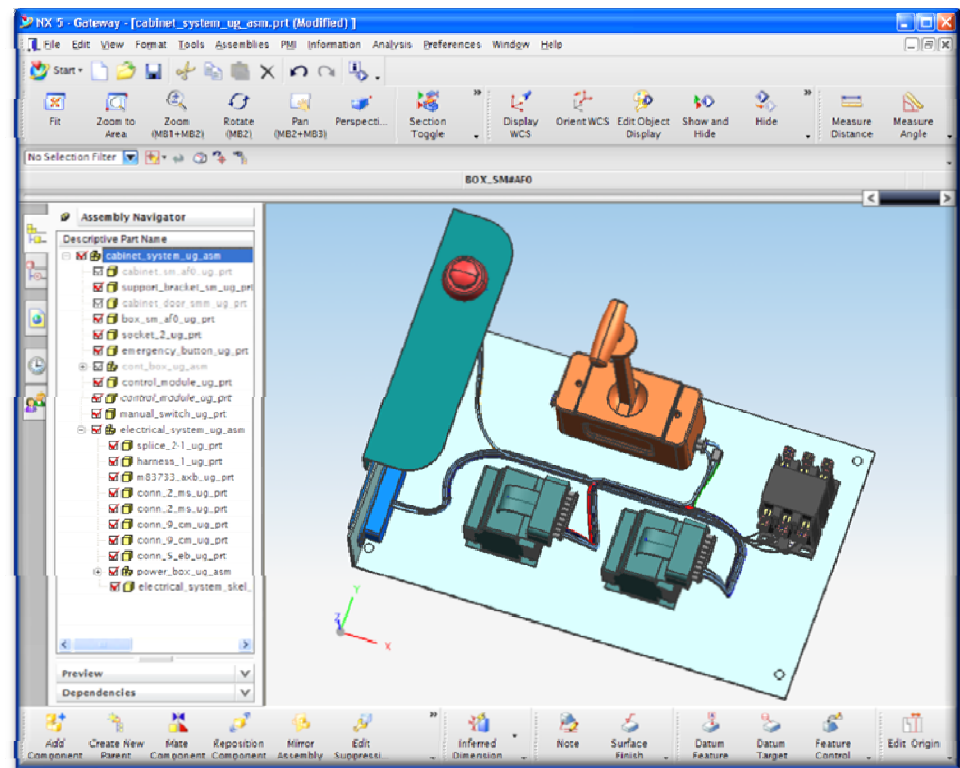 NX 5 - Gateway - [cabinet_system_ug_asm.prt (Modified) ]
File Edit View Format Tools Assemblies PMI Information Analysis Preferences Window Help
Start
Fit Zoom to Area Zoom (MB1+MB2) Rotate (MB2) Pan (MB2+MB3) Perspecti... Section Toggle Display WCS Orient WCS Edit Object Display Show and Hide Hide Measure Distance Measure Angle
No Selection Filter
BOX_SM#AF0
Assembly Navigator
Descriptive Part Name
cabinet_system_ug_asm
cabinet_sm_af0_ug_prt
support_bracket_sm_ug_prt
cabinet_door_smm_ug_prt
box_sm_af0_ug_prt
socket_2_ug_prt
emergency_button_ug_prt
cont_box_ug_asm
control_module_ug_prt
control_module_ug_prt
manual_switch_ug_prt
electrical_system_ug_asm
splice_2-1_ug_prt
harness_1_ug_prt
m83733_axb_ug_prt
conn_2_ms_ug_prt
conn_2_ms_ug_prt
conn_9_cm_ug_prt
conn_9_cm_ug_prt
conn_5_eb_ug_prt
power_box_ug_asm
electrical_system_skel_
Y
Z
X
Preview
Dependencies
Add Component Create New Parent Mate Component Reposition Component Mirror Assembly Edit Suppressi... Inferred Dimension Note Surface Finish Datum Feature Datum Target Feature Control Edit Origin